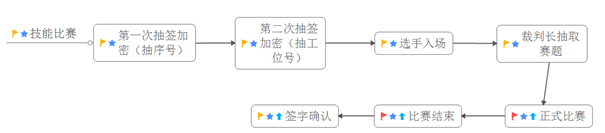 技能比赛
第一次抽签加
密（抽序号）
第二次抽签
加密（抽工
位号）
选手入场
裁判长抽取
赛题
正式比赛
比赛结束
签字确认